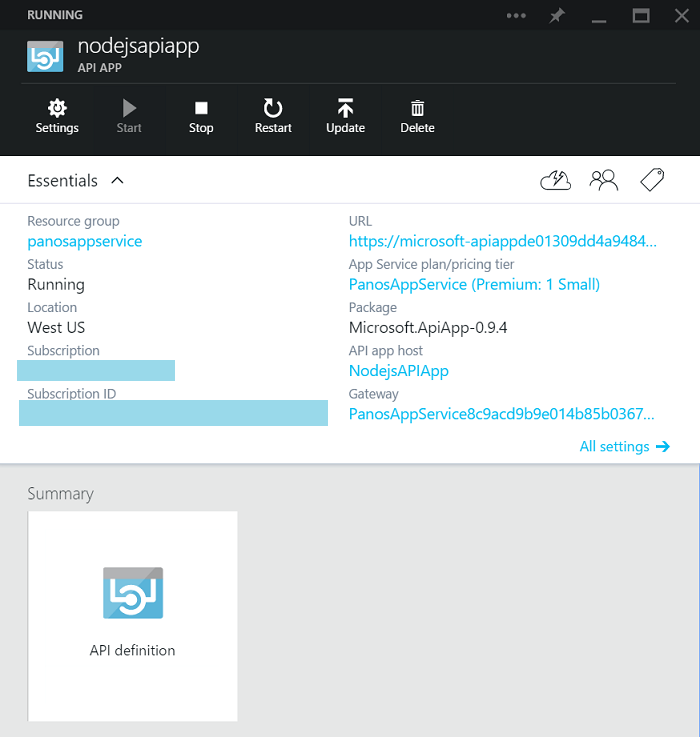 RUNNING
nodejsapiapp
API APP
Settings
Start
Stop
Restart
Update
Delete
Essentials
Resource group
panosappservice
Status
Running
Location
West US
Subscription
Subscription ID
URL
https://microsoft-apiappde01309dd4a9484...
App Service plan/pricing tier
PanosAppService (Premium: 1 Small)
Package
Microsoft.ApiApp-0.9.4
API app host
NodejsAPIApp
Gateway
PanosAppService8c9acd9b9e014b85b0367...
All settings
Summary
API definition